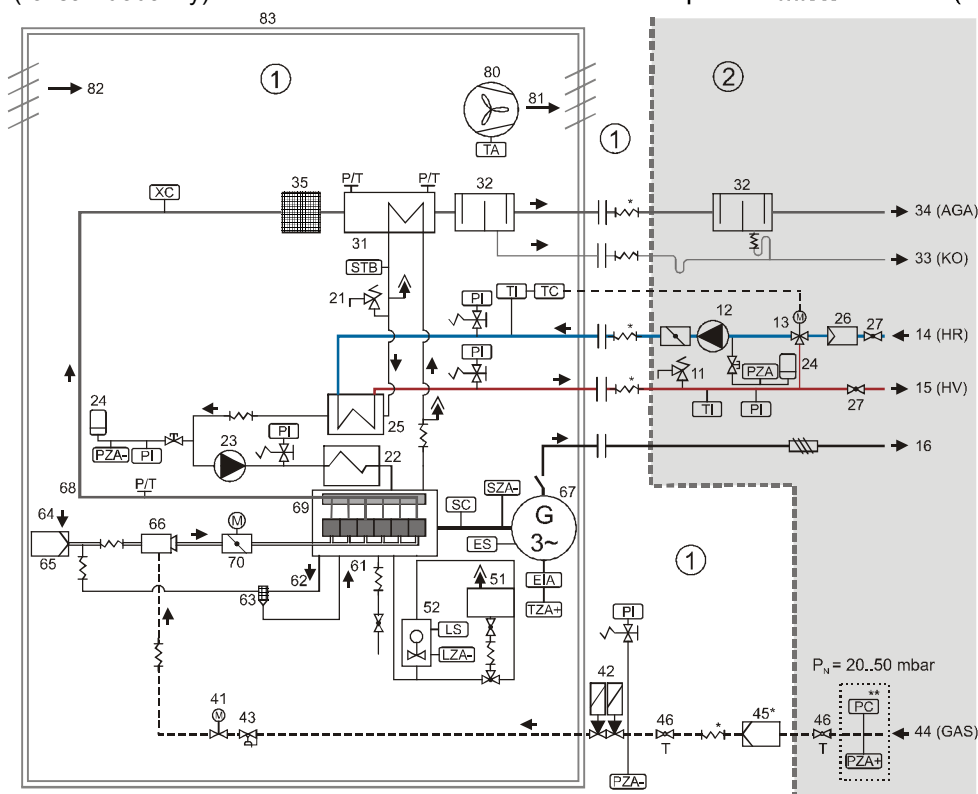 83
1
80
2
82
81
1
TA
XC
35
P/T
P/T
32
32
34 (AGA)
31
STB
33 (KO)
21
PI
TI
TC
12
13
M
26
27
14 (HR)
PI
11
PZA
24
24
25
TI
PI
27
15 (HV)
PI
23
22
PZA-
PI
16
68
P/T
69
SC
SZA-
67
64
66
M
G
3~
65
70
ES
1
62
61
EIA
63
51
52
TZA+
LS
PI
LZA-
42
P_N = 20..50 mbar
41
M
43
46
T
*
45*
46
T
**
PC
44 (GAS)
PZA+
PZA-
*
*
*